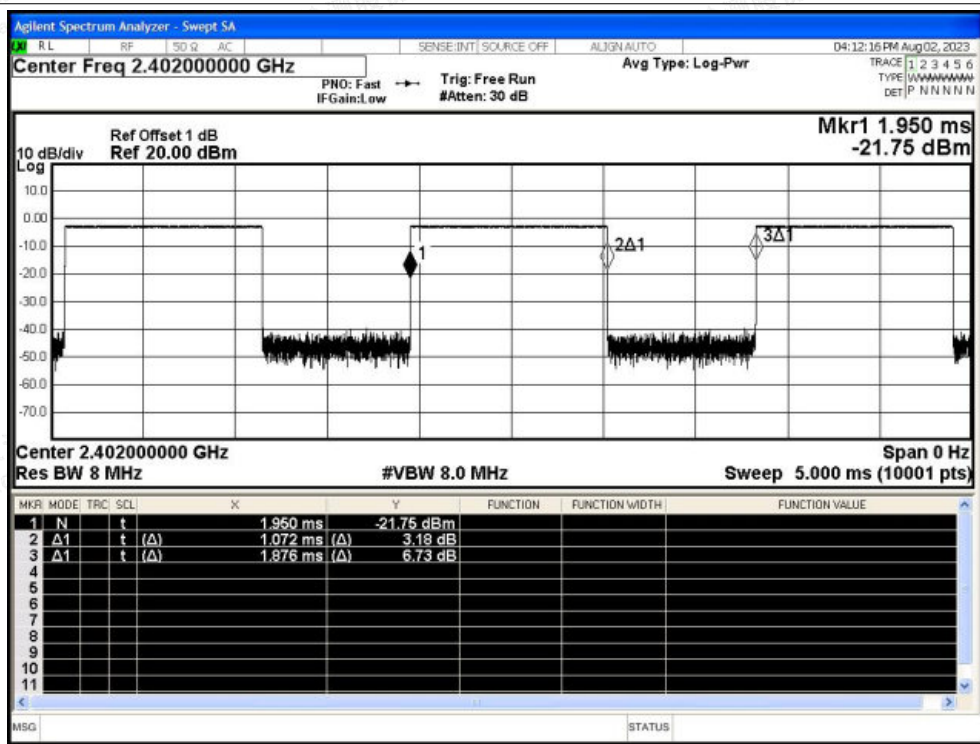 Agilent Spectrum Analyzer - Swept SA
RL RF 50 Ω AC SENSE:INT SOURCE OFF ALIGN AUTO 04:12:16 PM Aug 02, 2023
Center Freq 2.402000000 GHz Avg Type: Log-Pwr TRACE 1 2 3 4 5 6
PNO: Fast Trig: Free Run TYPE WWWWWW
IFGain:Low #Atten: 30 dB DET P N N N N N
Mkr1 1.950 ms
Ref Offset 1 dB
10 dB/div Ref 20.00 dBm -21.75 dBm
Log
10.0
0.00
-10.0
-20.0
-30.0
-40.0
-50.0
-60.0
-70.0
1 2Δ1 3Δ1
Center 2.402000000 GHz Span 0 Hz
Res BW 8 MHz #VBW 8.0 MHz Sweep 5.000 ms (10001 pts)
MKR MODE TRC SCL X Y FUNCTION FUNCTION WIDTH FUNCTION VALUE
1 N t 1.950 ms -21.75 dBm
2 Δ1 t (Δ) 1.072 ms (Δ) 3.18 dB
3 Δ1 t (Δ) 1.876 ms (Δ) 6.73 dB
4
5
6
7
8
9
10
11
MSG STATUS